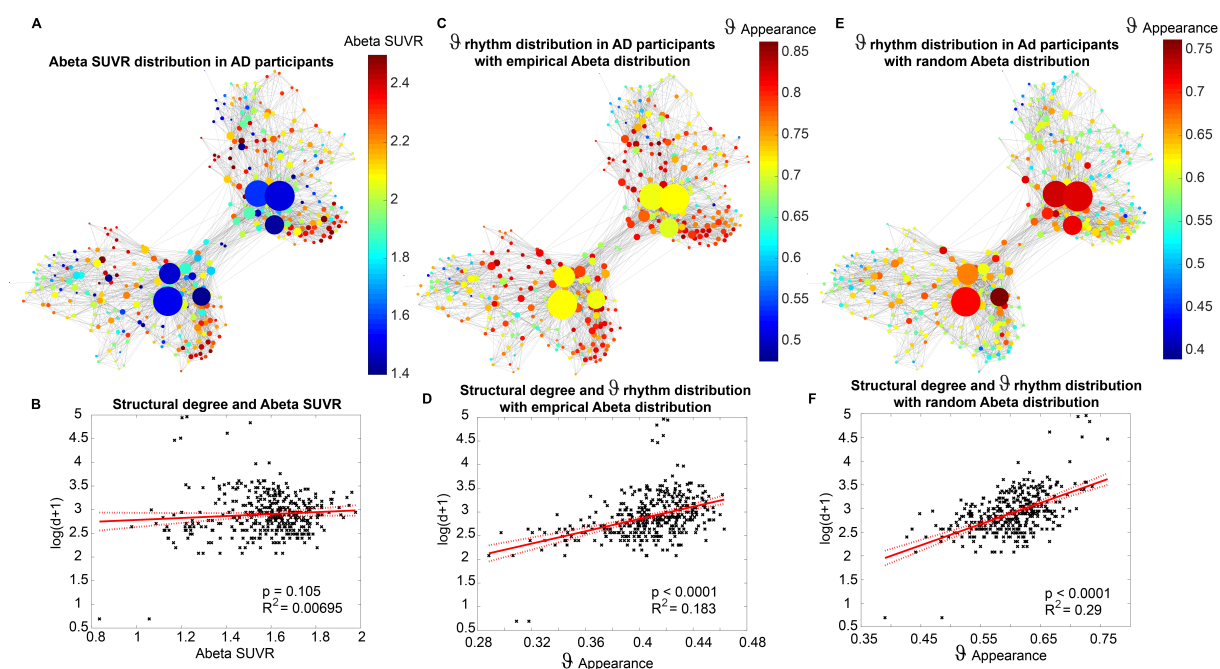 A
Abeta SUVR
Abeta SUVR distribution in AD participants
2.4
2.2
2
1.8
1.6
1.4
C
ϑ Appearance
ϑ rhythm distribution in AD participants
with empirical Abeta distribution
0.85
0.8
0.75
0.7
0.65
0.6
0.55
0.5
E
ϑ Appearance
ϑ rhythm distribution in Ad participants
with random Abeta distribution
0.75
0.7
0.65
0.6
0.55
0.5
0.45
0.4
B
Structural degree and Abeta SUVR
log(d+1)
5
4.5
4
3.5
3
2.5
2
1.5
1
0.5
p = 0.105
R2 = 0.00695
0.8 1 1.2 1.4 1.6 1.8 2
Abeta SUVR
D
Structural degree and ϑ rhythm distribution
with emprical Abeta distribution
log(d+1)
5
4.5
4
3.5
3
2.5
2
1.5
1
0.5
p < 0.0001
R2 = 0.183
0.28 0.32 0.36 0.4 0.44 0.48
ϑ Appearance
F
Structural degree and ϑ rhythm distribution
with random Abeta distribution
log(d+1)
5
4.5
4
3.5
3
2.5
2
1.5
1
0.5
p < 0.0001
R2 = 0.29
0.35 0.45 0.55 0.65 0.75
ϑ Appearance